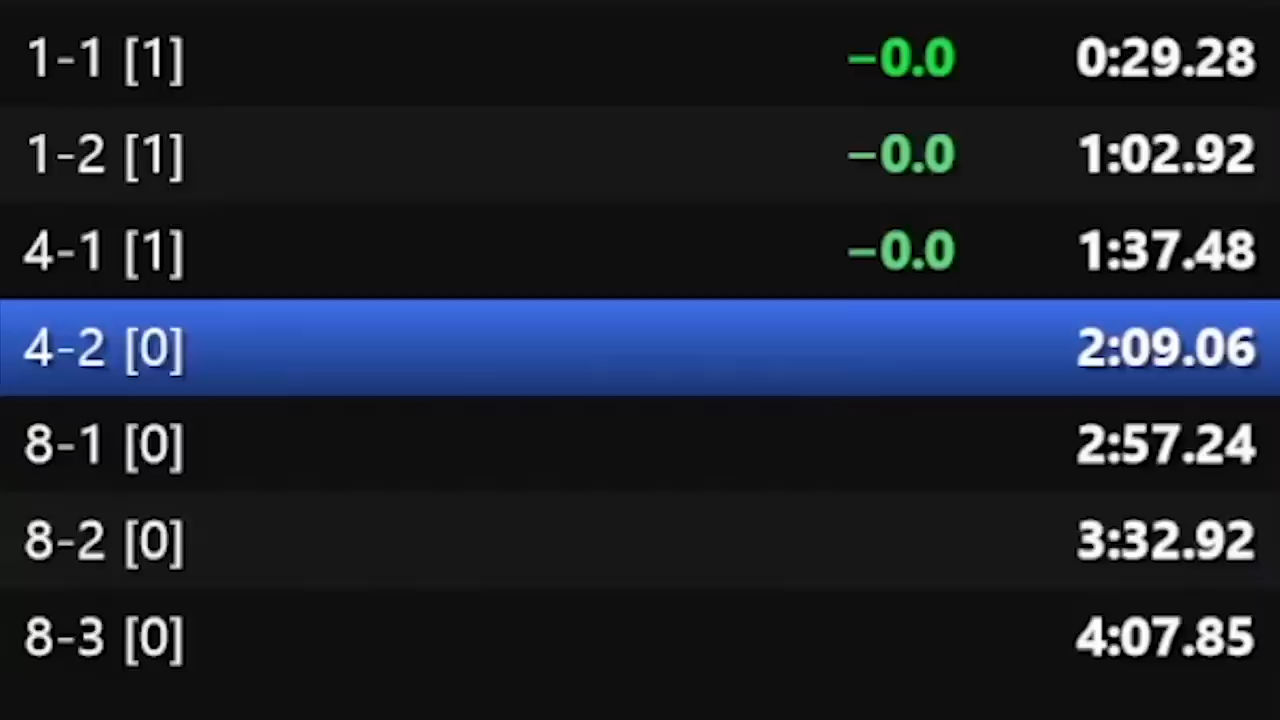 1-1 [1] −0.0 0:29.28
1-2 [1] −0.0 1:02.92
4-1 [1] −0.0 1:37.48
4-2 [0] 2:09.06
8-1 [0] 2:57.24
8-2 [0] 3:32.92
8-3 [0] 4:07.85